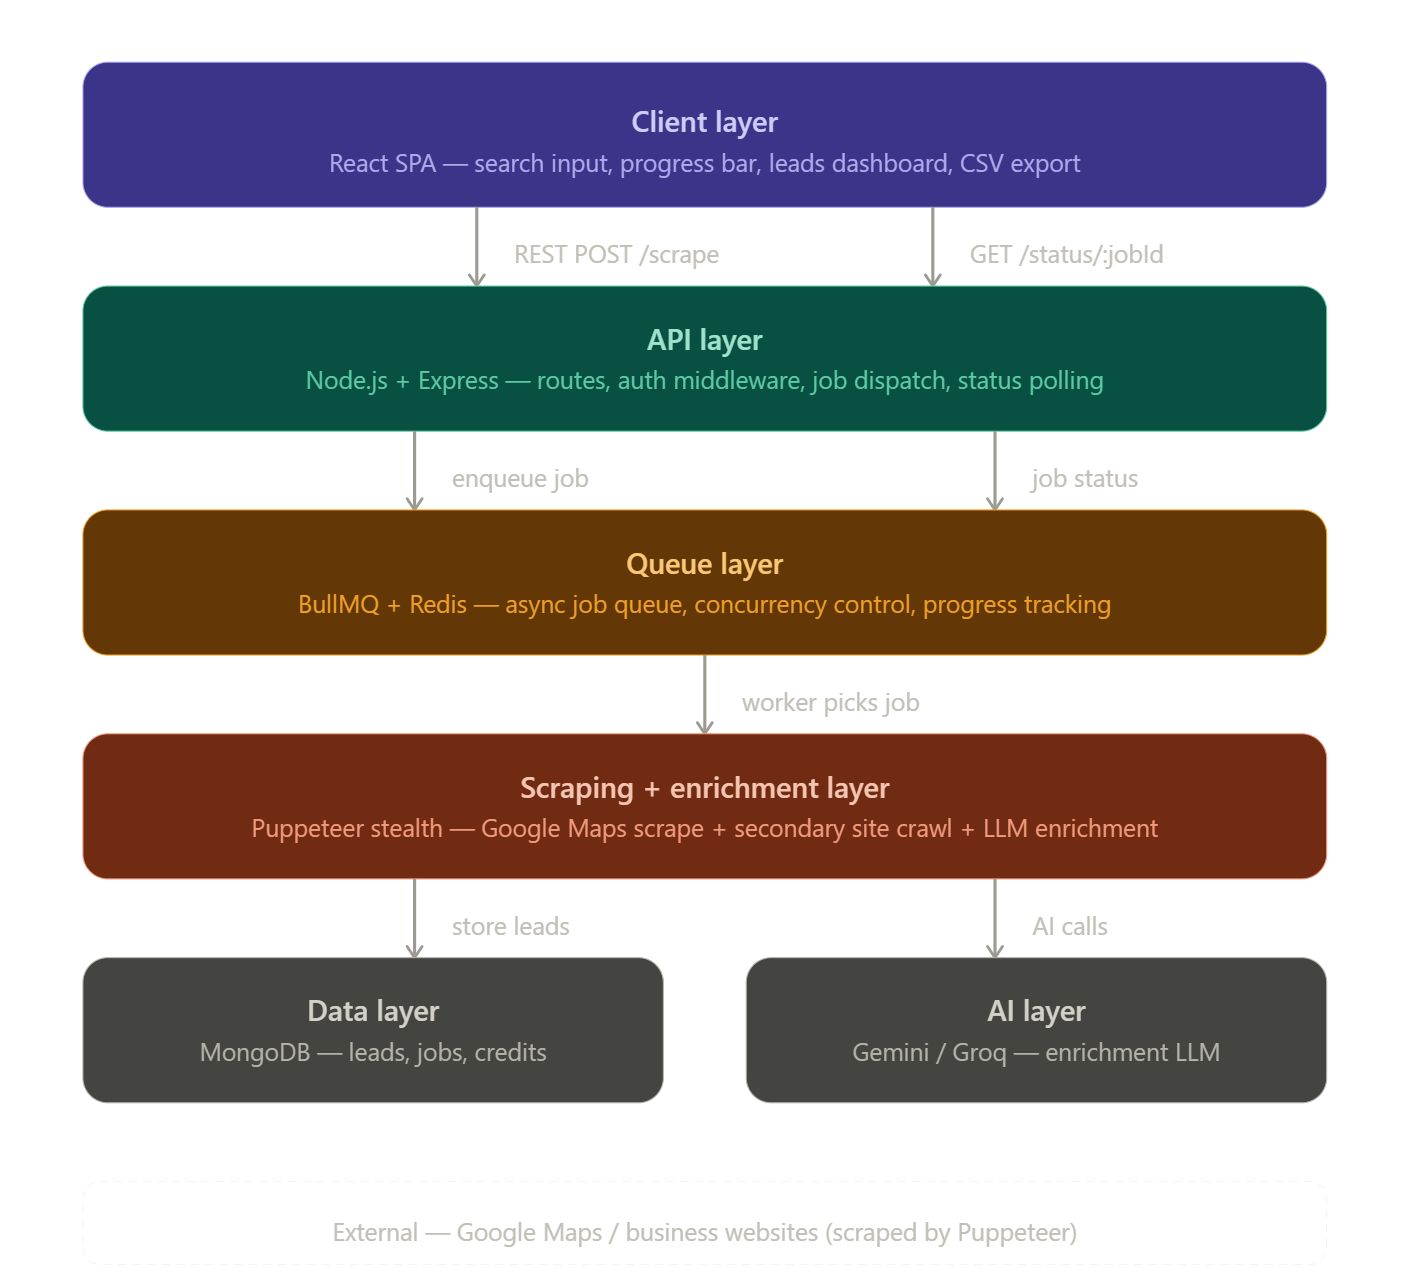 Client layer
React SPA — search input, progress bar, leads dashboard, CSV export
REST POST /scrape
GET /status/:jobId
API layer
Node.js + Express — routes, auth middleware, job dispatch, status polling
enqueue job
job status
Queue layer
BullMQ + Redis — async job queue, concurrency control, progress tracking
worker picks job
Scraping + enrichment layer
Puppeteer stealth — Google Maps scrape + secondary site crawl + LLM enrichment
store leads
AI calls
Data layer
MongoDB — leads, jobs, credits
AI layer
Gemini / Groq — enrichment LLM
External — Google Maps / business websites (scraped by Puppeteer)